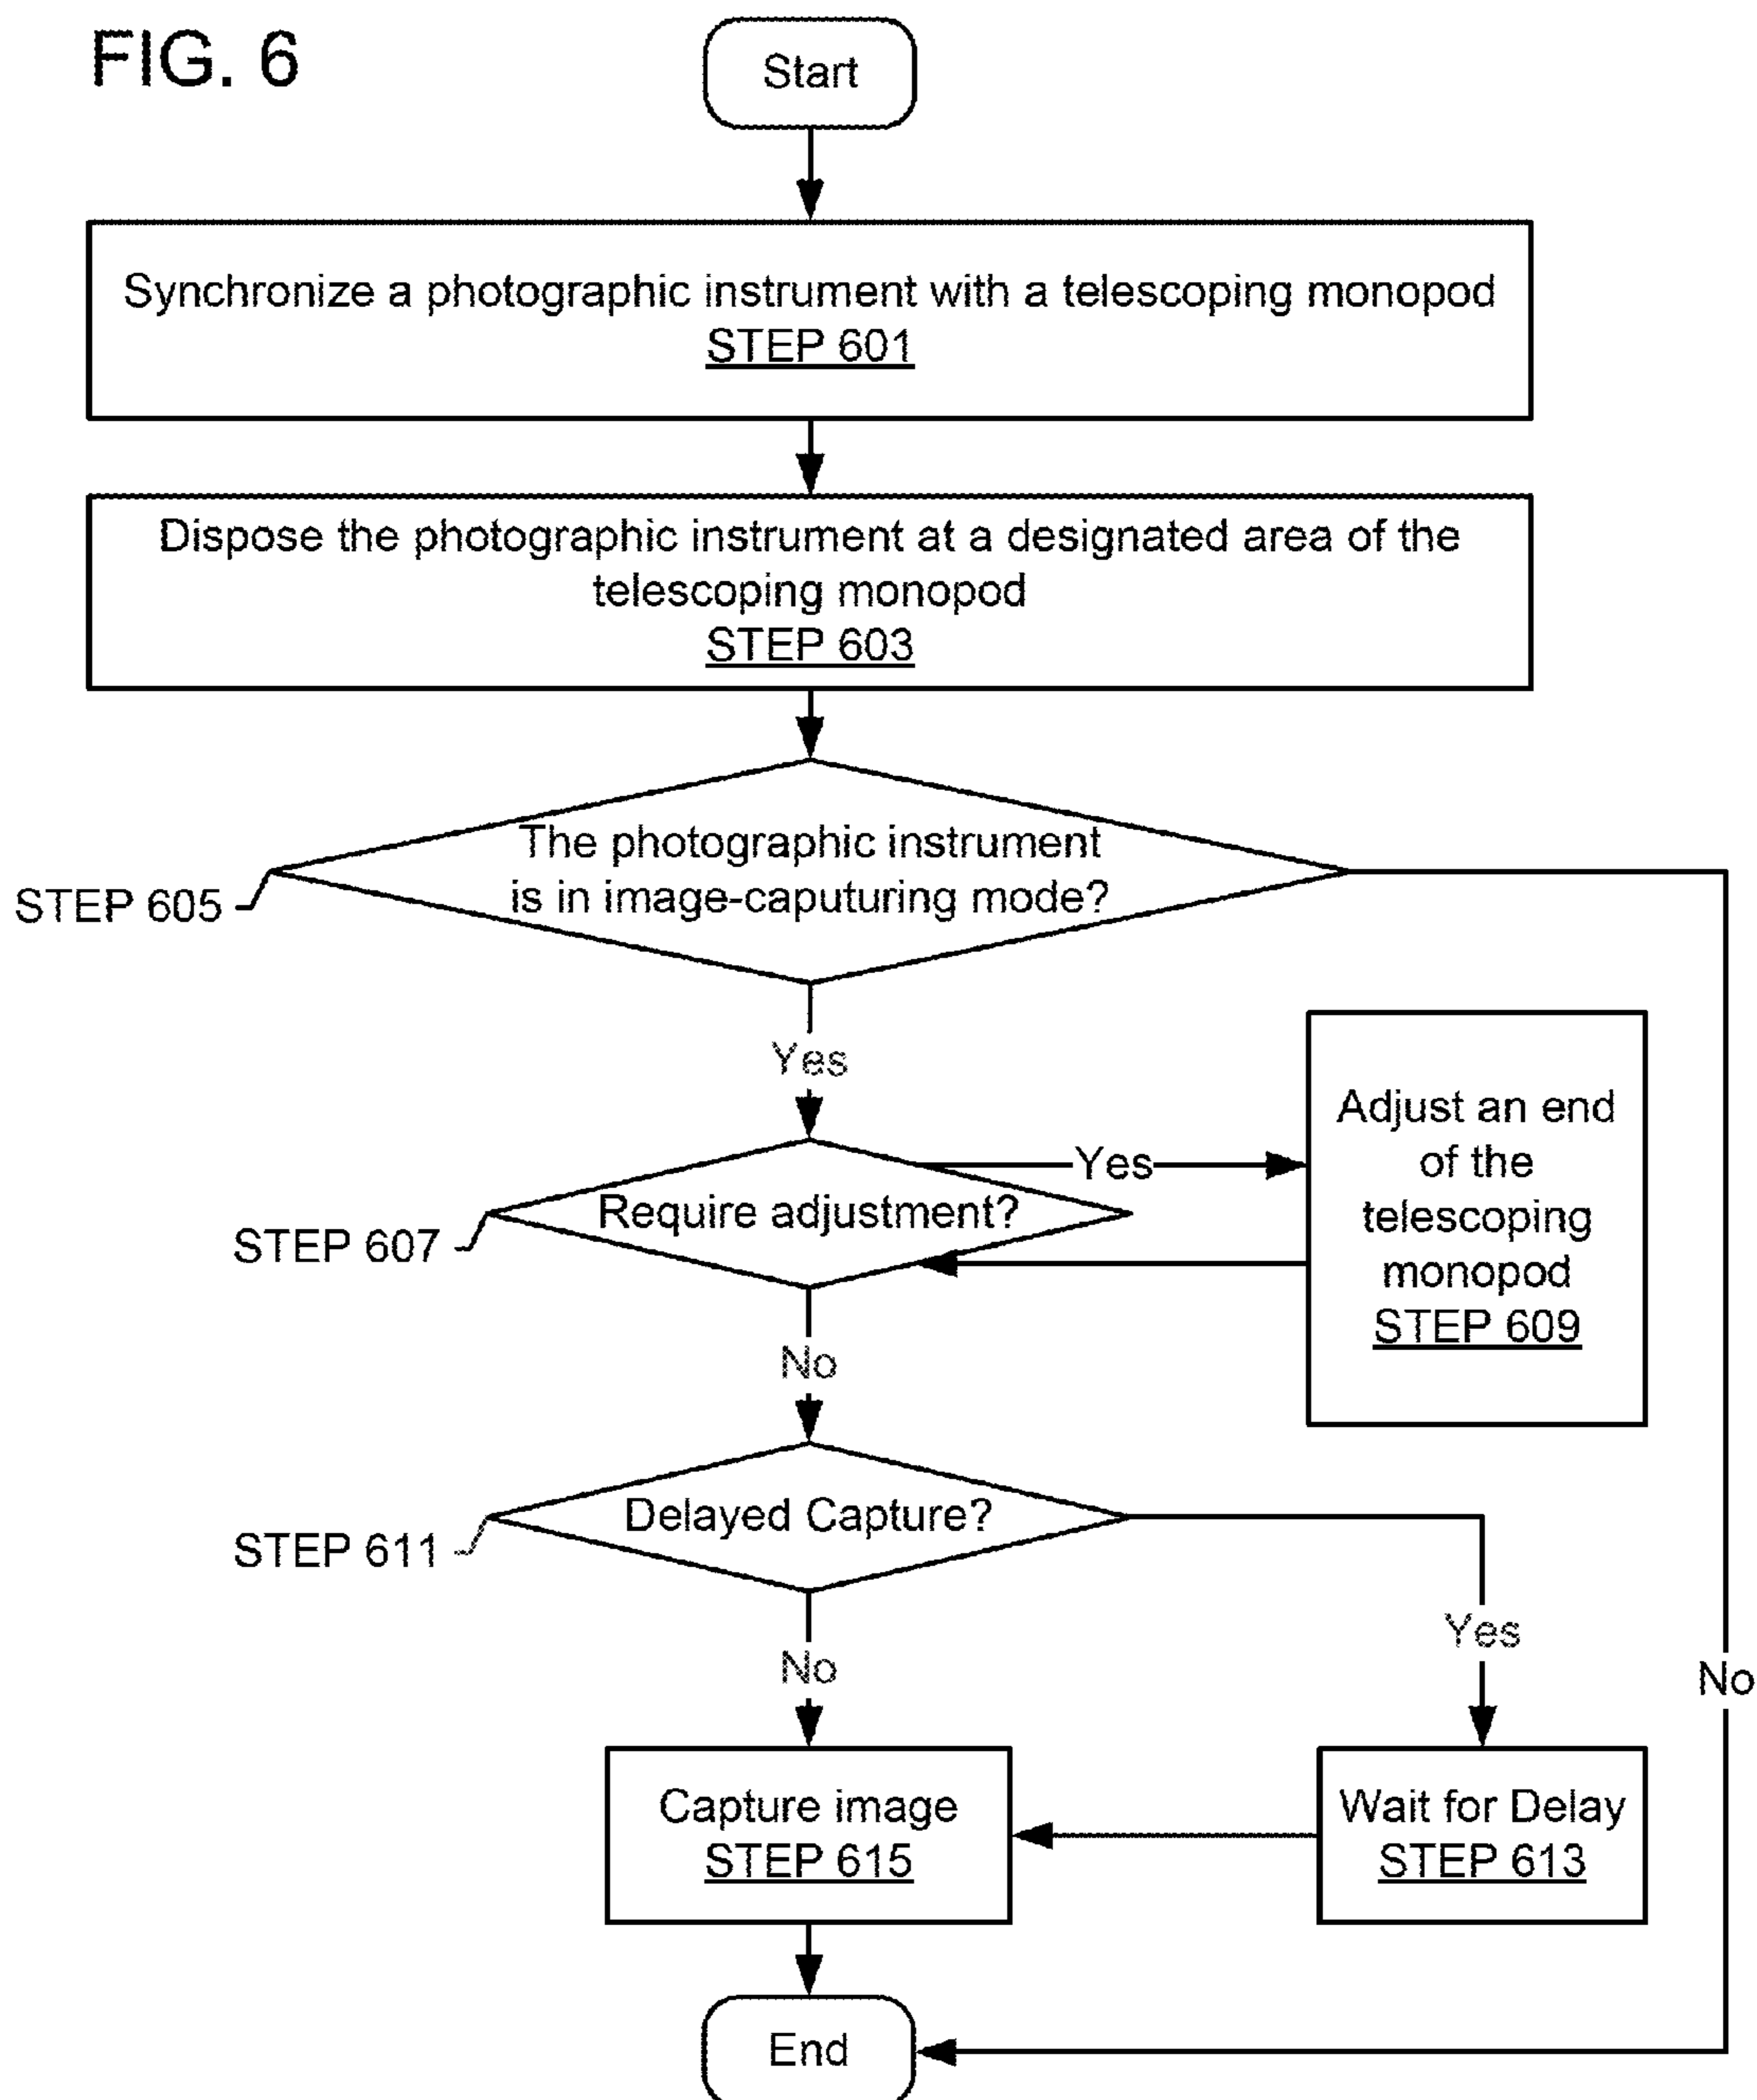 FIG. 6
Start
Synchronize a photographic instrument with a telescoping monopod
STEP 601
Dispose the photographic instrument at a designated area of the
telescoping monopod
STEP 603
The photographic instrument
is in image-caputuring mode?
STEP 605
Yes
Adjust an end
of the
telescoping
monopod
STEP 609
Yes
Require adjustment?
STEP 607
No
Delayed Capture?
STEP 611
Yes
No
No
Capture image
STEP 615
Wait for Delay
STEP 613
End